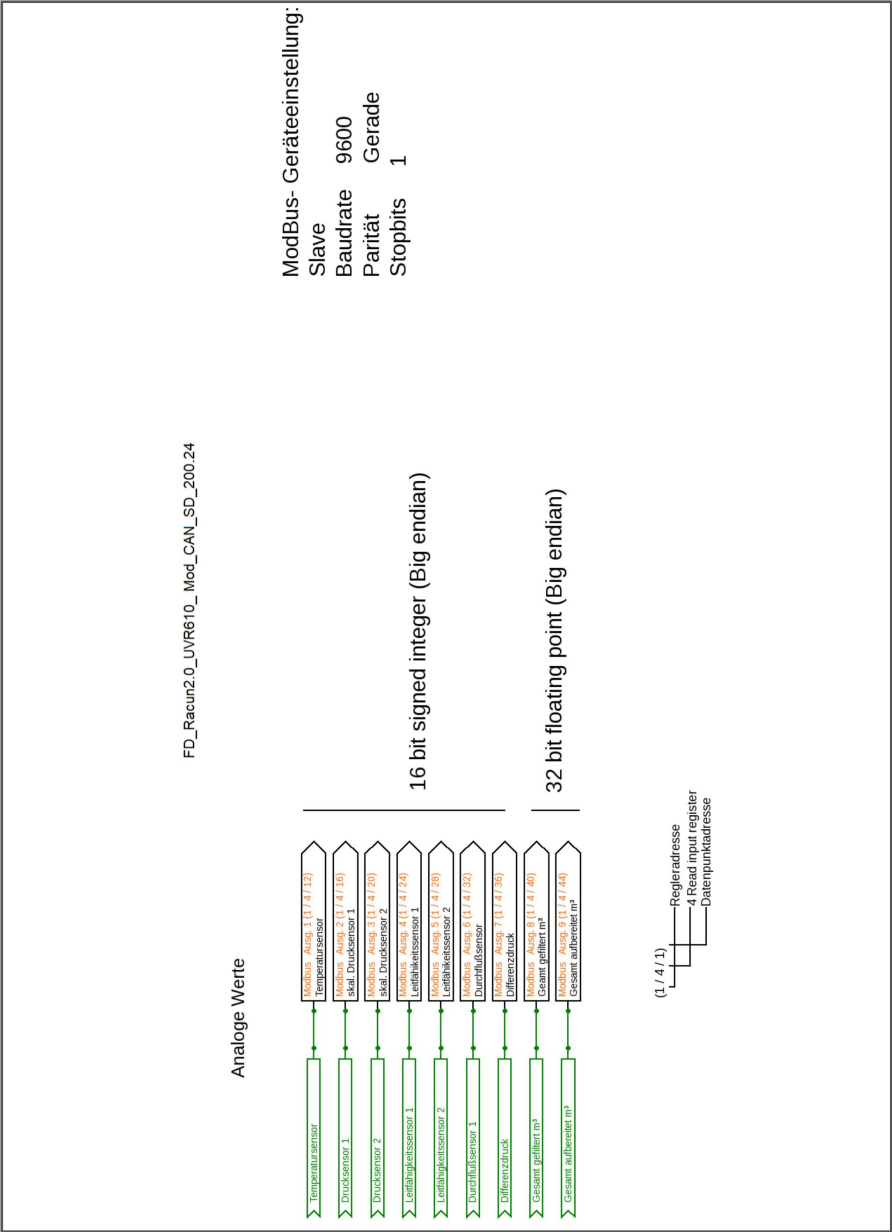 FD_Racun2.0_UVR610_ Mod_CAN_SD_200.24
Analoge Werte
ModBus- Geräteeinstellung:
Slave
Baudrate 9600
Parität Gerade
Stopbits 1
Temperatursensor
Modbus Ausg. 1 (1 / 4 / 12)
Temperatursensor
Drucksensor 1
Modbus Ausg. 2 (1 / 4 / 16)
skal. Drucksensor 1
Drucksensor 2
Modbus Ausg. 3 (1 / 4 / 20)
skal. Drucksensor 2
Leitfähigkeitssensor 1
Modbus Ausg. 4 (1 / 4 / 24)
Leitfähikeitssensor 1
Leitfähigkeitssensor 2
Modbus Ausg. 5 (1 / 4 / 28)
Leitfähikeitssensor 2
Durchflußsensor 1
Modbus Ausg. 6 (1 / 4 / 32)
Durchflußsensor
Differenzdruck
Modbus Ausg. 7 (1 / 4 / 36)
Differenzdruck
16 bit signed integer (Big endian)
Gesamt gefiltert m³
Modbus Ausg. 8 (1 / 4 / 40)
Geamt gefiltert m³
Gesamt aufbereitet m³
Modbus Ausg. 9 (1 / 4 / 44)
Gesamt aufbereitet m³
32 bit floating point (Big endian)
(1 / 4 / 1)
Regleradresse
4 Read input register
Datenpunktadresse